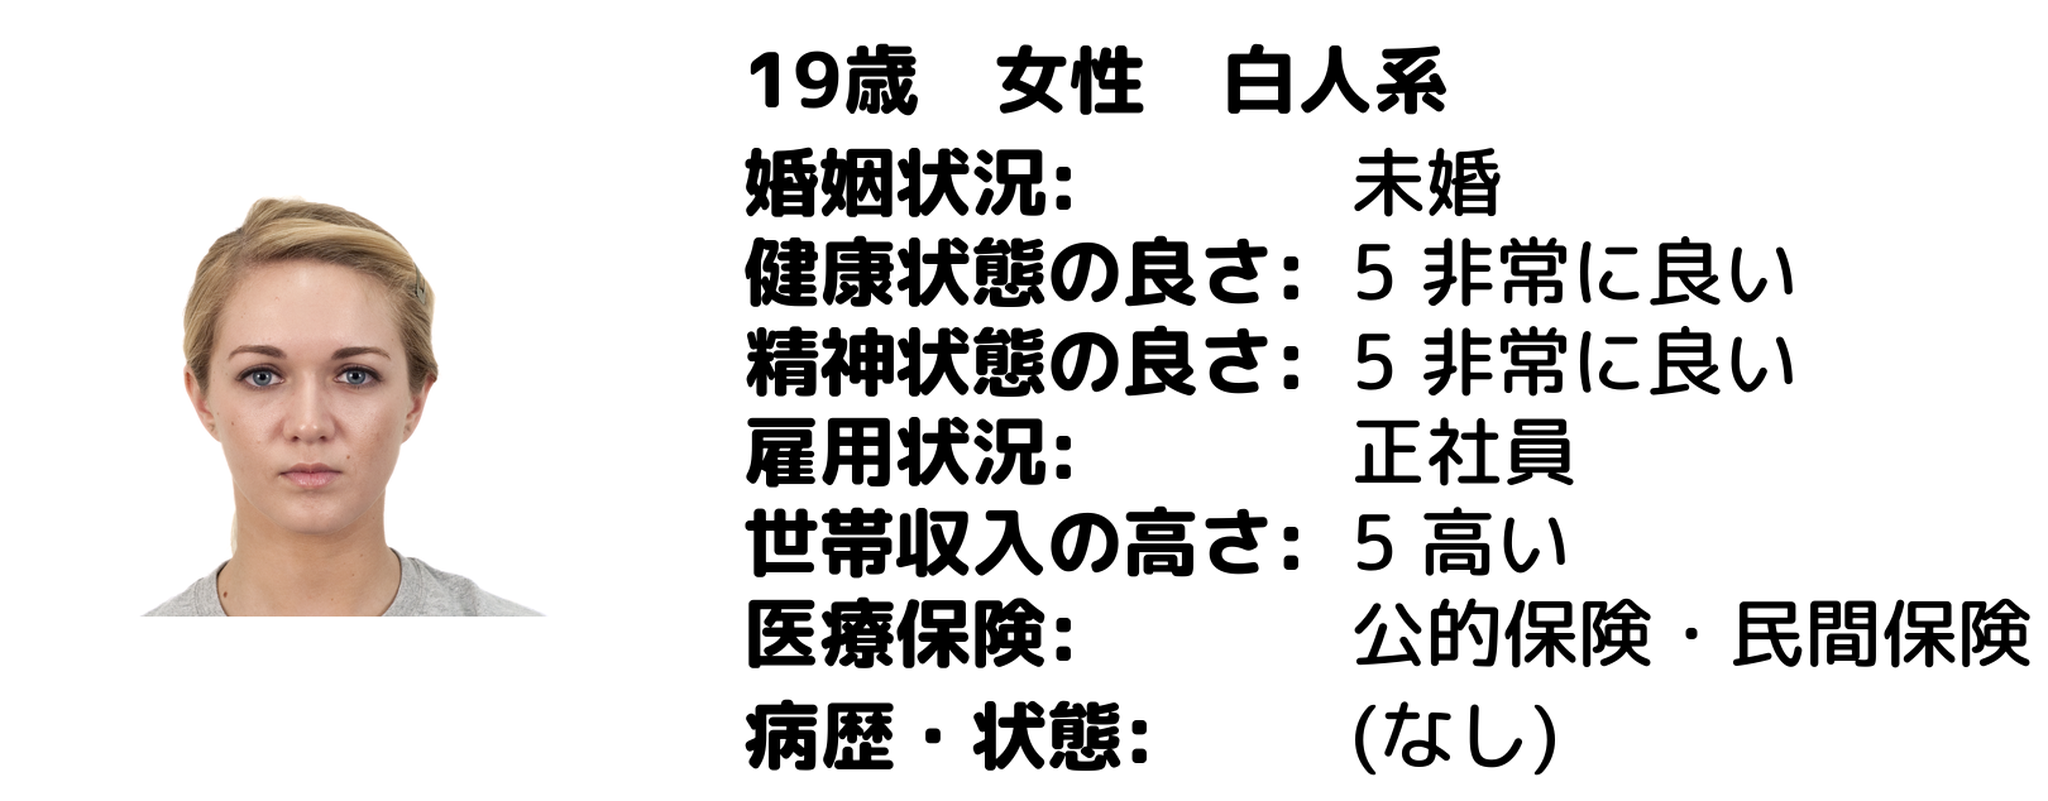 19歳　女性　白人系
婚姻状況: 未婚
健康状態の良さ: 5 非常に良い
精神状態の良さ: 5 非常に良い
雇用状況: 正社員
世帯収入の高さ: 5 高い
医療保険: 公的保険・民間保険
病歴・状態: (なし)